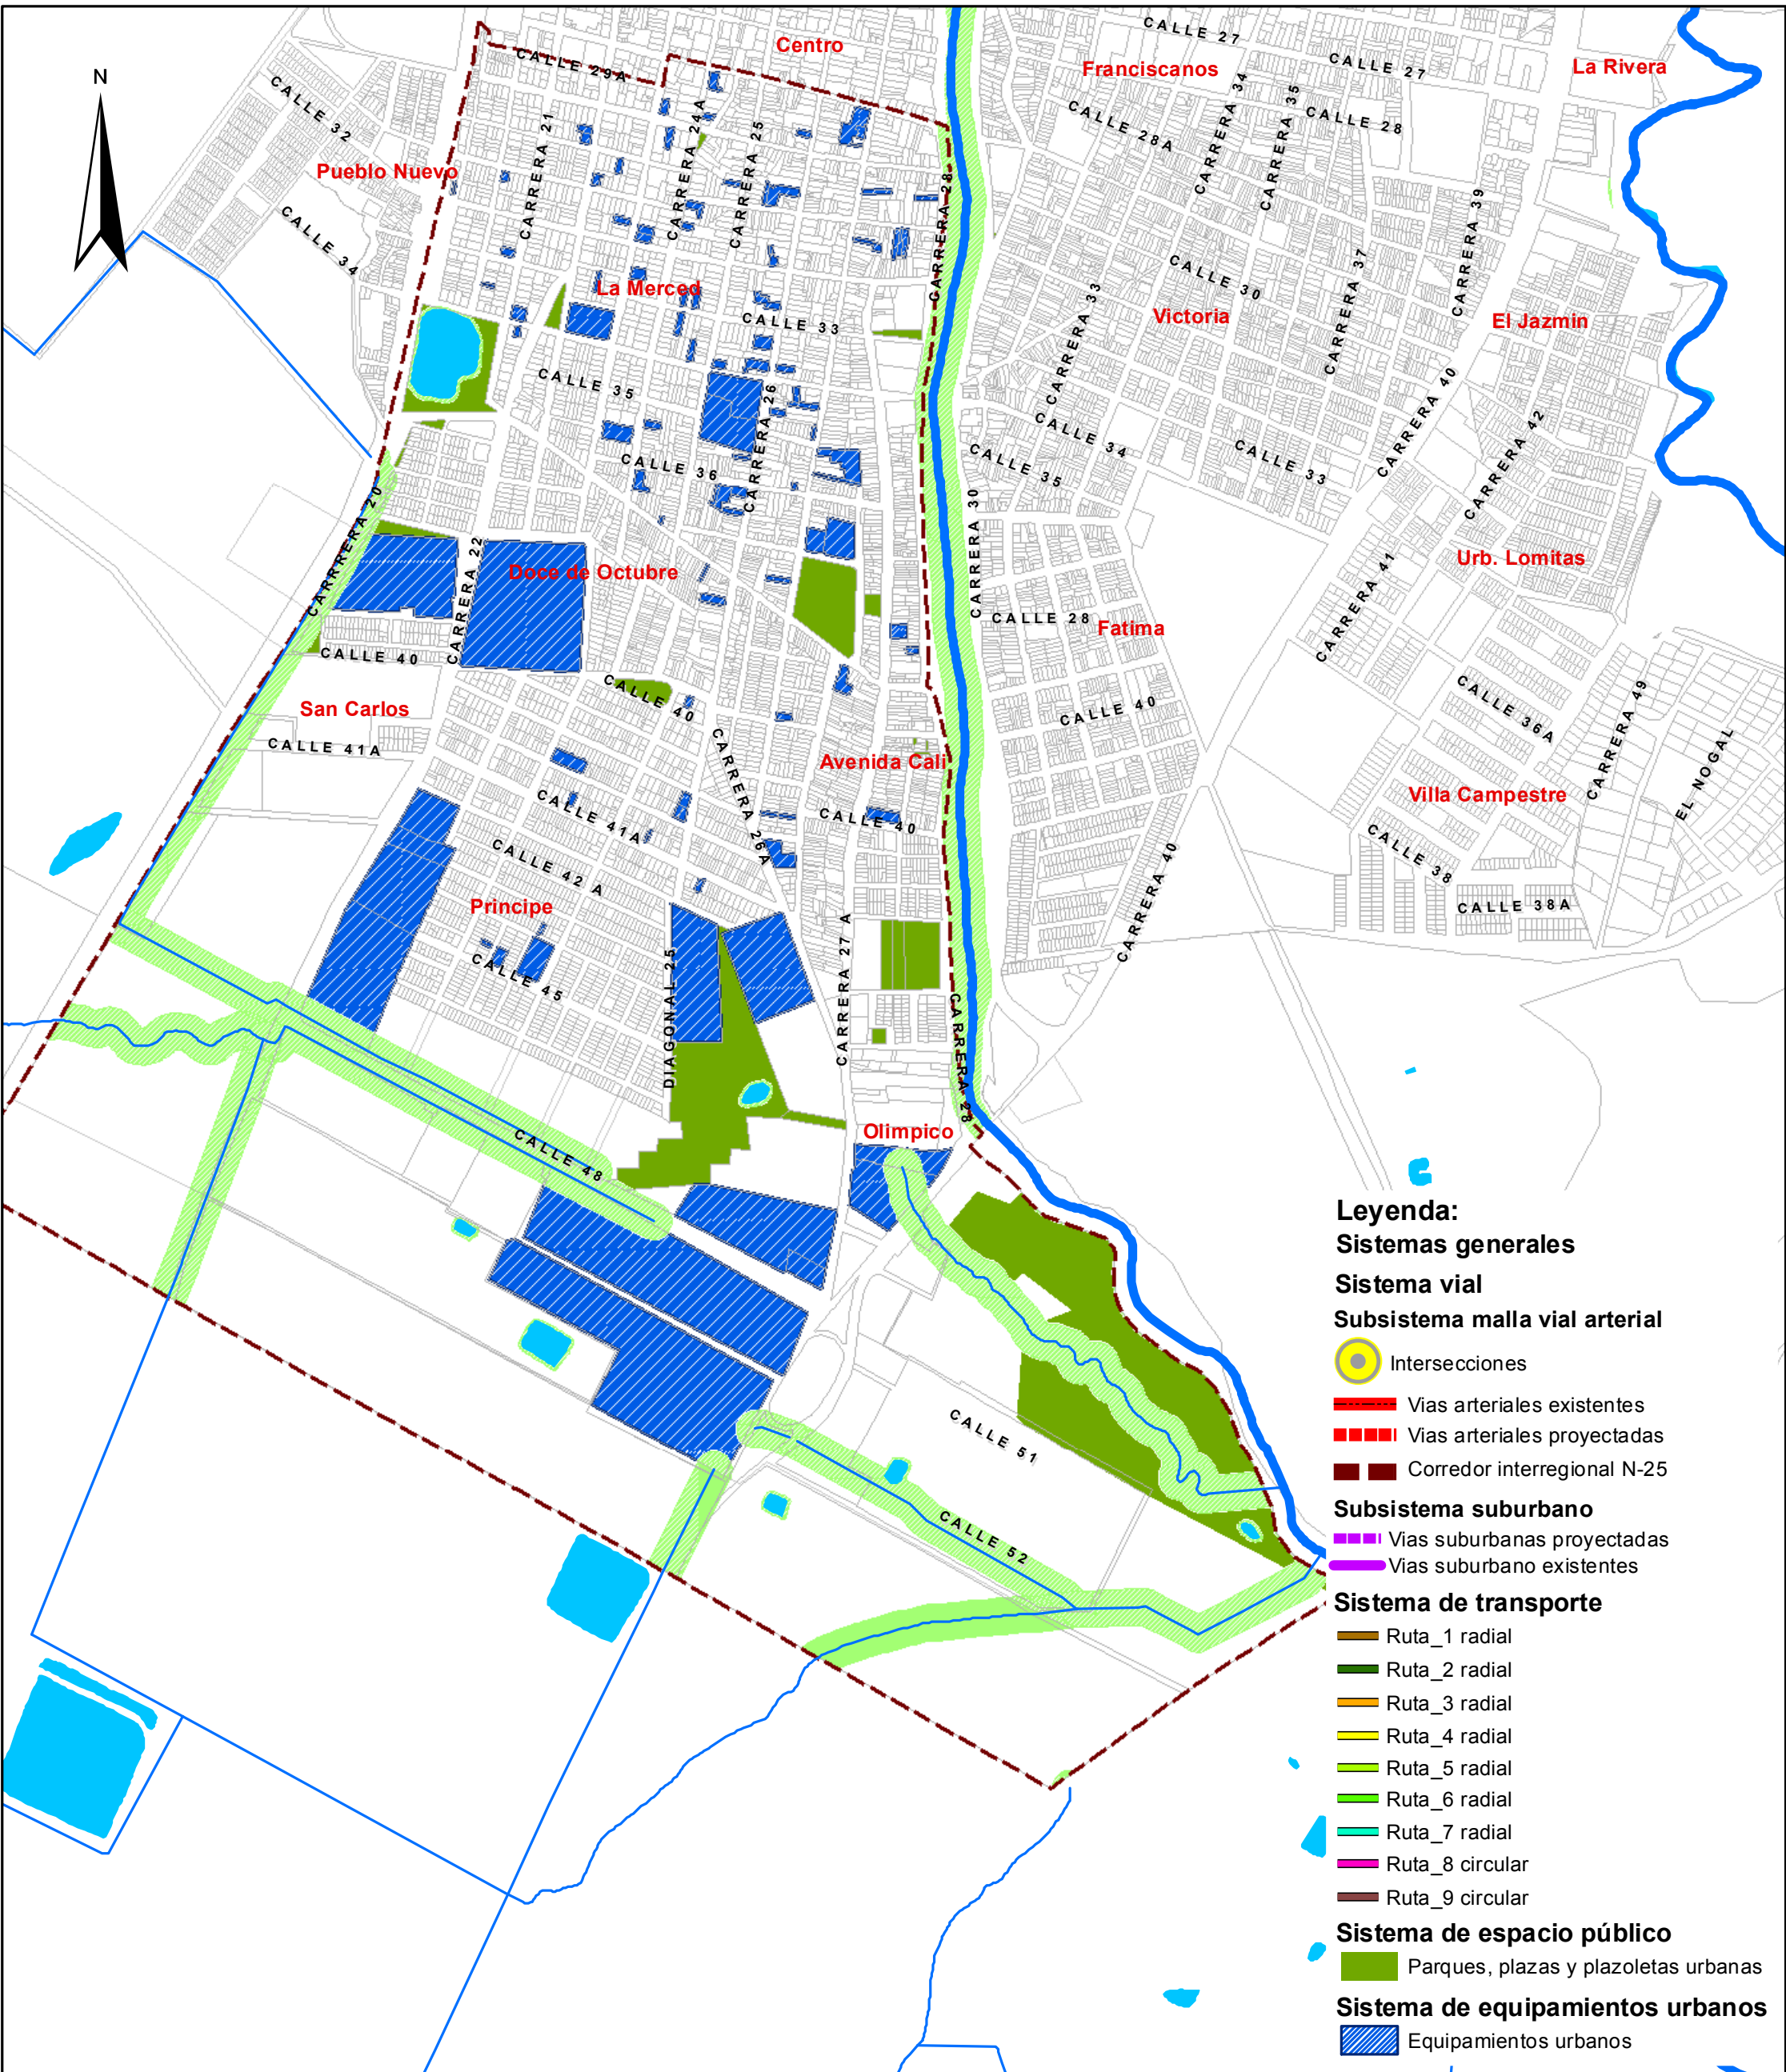 N
Centro
CALLE 27
CALLE 27
La Rivera
Franciscanos
CALLE 29A
CALLE 32
CARRERA 34
CARRERA 35
CALLE 28
CALLE 28A
CARRERA 21
CARRERA 24A
CARRERA 25
Pueblo Nuevo
CARRERA 28
CARRERA 39
CALLE 34
CALLE 30
CARRERA 37
La Merced
CARRERA 33
CALLE 33
Victoria
El Jazmin
CALLE 35
CARRERA 26
CARRERA 40
CARRERA 42
CALLE 34
CALLE 35
CALLE 33
CALLE 36
CARRRERA 20
CARRERA 22
CARRERA 30
Doce de Octubre
Urb. Lomitas
CARRERA 41
CALLE 28
Fatima
CALLE 40
CALLE 40
San Carlos
CALLE 41A
CALLE 40
CALLE 36A
CARRERA 49
EL NOGAL
CARRERA 26A
Avenida Cali
CALLE 40
Villa Campestre
CALLE 41A
CALLE 42 A
CALLE 38
CALLE 38A
CARRERA 40
Principe
CALLE 45
DIAGONAL 25
CARRERA 27 A
CARRERA 28
Olimpico
CALLE 48
CALLE 51
CALLE 52
Leyenda:
Sistemas generales
Sistema vial
Subsistema malla vial arterial
Intersecciones
Vias arteriales existentes
Vias arteriales proyectadas
Corredor interregional N-25
Subsistema suburbano
Vias suburbanas proyectadas
Vias suburbano existentes
Sistema de transporte
Ruta_1 radial
Ruta_2 radial
Ruta_3 radial
Ruta_4 radial
Ruta_5 radial
Ruta_6 radial
Ruta_7 radial
Ruta_8 circular
Ruta_9 circular
Sistema de espacio público
Parques, plazas y plazoletas urbanas
Sistema de equipamientos urbanos
Equipamientos urbanos